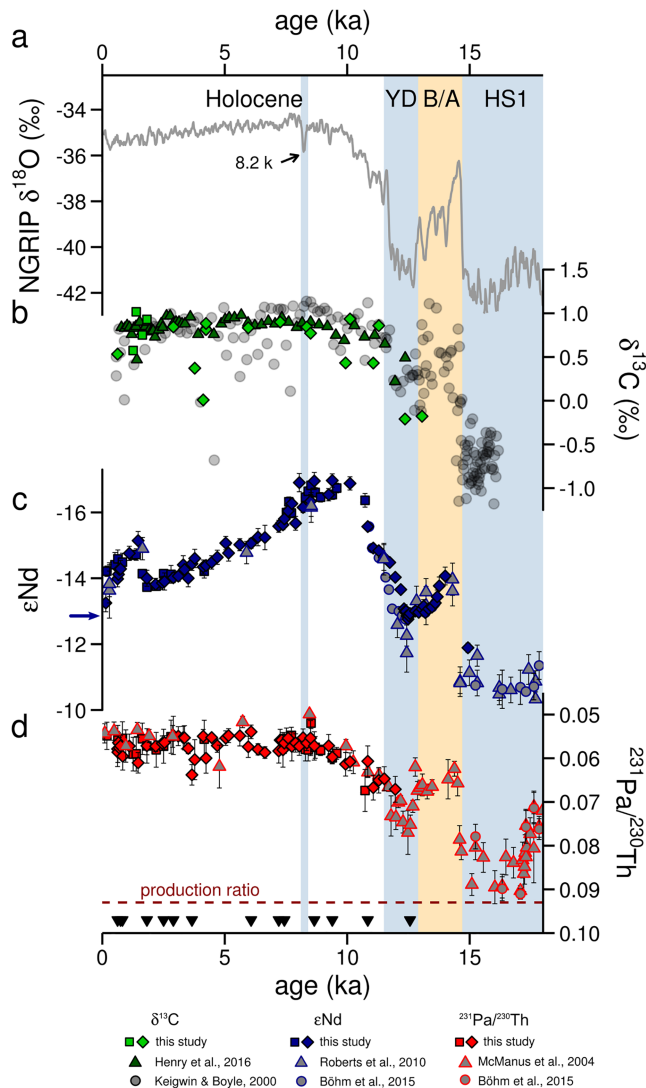 age (ka)
a
0 5 10 15
Holocene YD B/A HS1
8.2 k
NGRIP δ18O (‰)
-34
-36
-38
-40
-42
b
1.5
1.0
0.5
0.0
-0.5
-1.0
δ13C (‰)
c
εNd
-16
-14
-12
-10
d
0.05
0.06
0.07
0.08
0.09
0.10
231Pa/230Th
production ratio
0 5 10 15
age (ka)
δ13C εNd 231Pa/230Th
this study this study this study
Henry et al., 2016 Roberts et al., 2010 McManus et al., 2004
Keigwin & Boyle, 2000 Böhm et al., 2015 Böhm et al., 2015